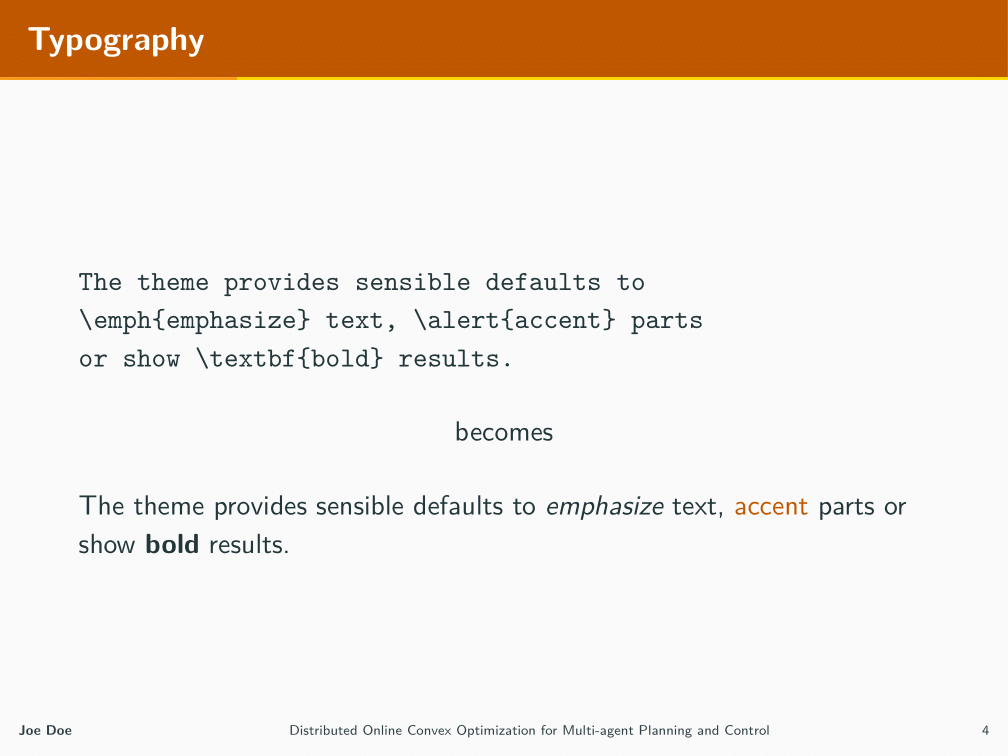 Typography
The theme provides sensible defaults to
\emph{emphasize} text, \alert{accent} parts
or show \textbf{bold} results.
becomes
The theme provides sensible defaults to emphasize text, accent parts or
show bold results.
Joe Doe
Distributed Online Convex Optimization for Multi-agent Planning and Control
4